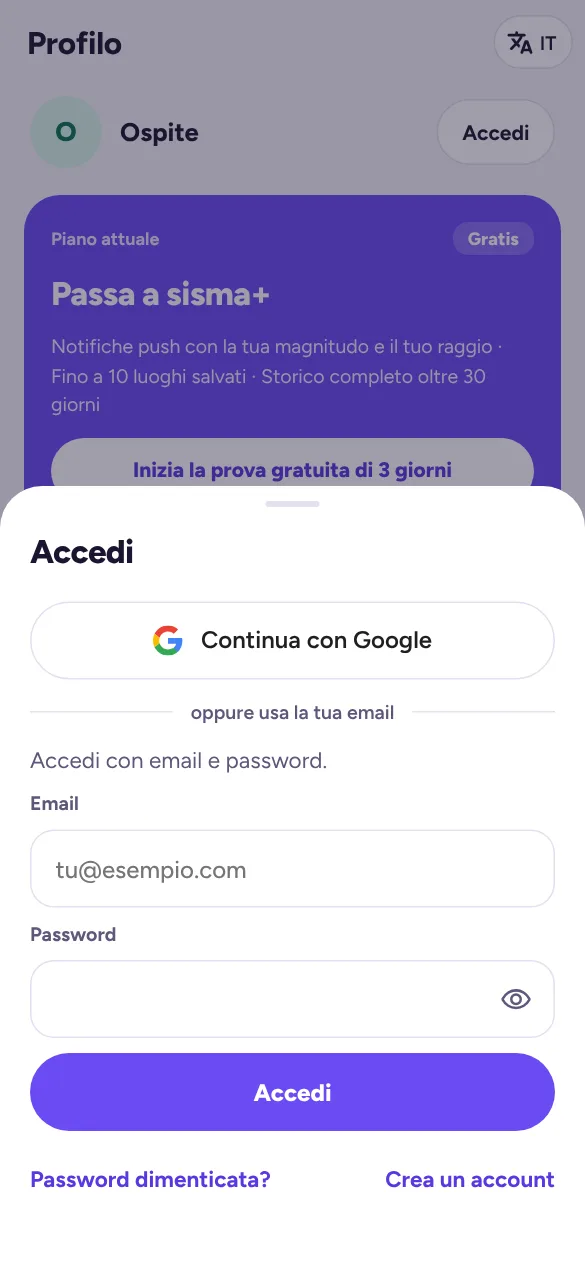 Profilo
IT
O
Ospite
Accedi
Piano attuale
Gratis
Passa a sisma+
Notifiche push con la tua magnitudo e il tuo raggio ·
Fino a 10 luoghi salvati · Storico completo oltre 30
giorni
Inizia la prova gratuita di 3 giorni
Accedi
Continua con Google
oppure usa la tua email
Accedi con email e password.
Email
tu@esempio.com
Password
Accedi
Password dimenticata?
Crea un account